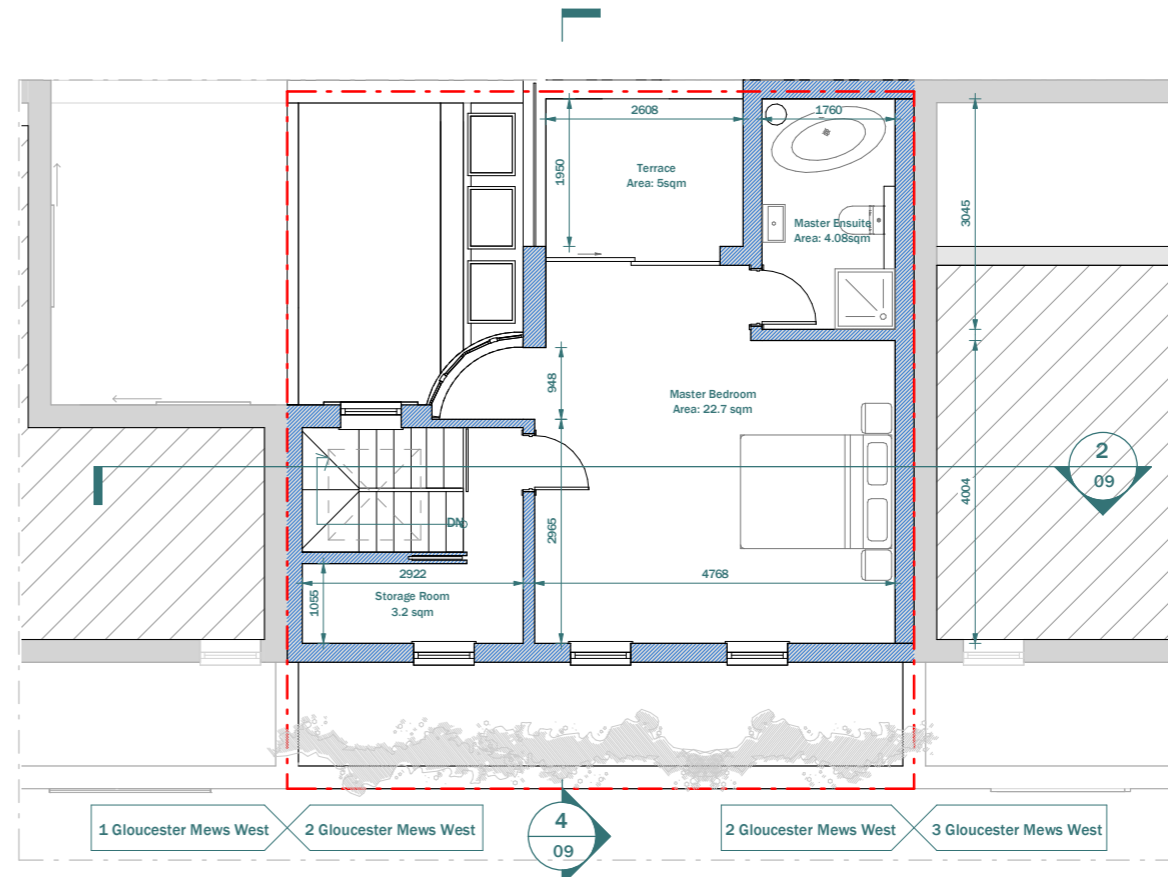 2608
1760
1950
Terrace
Area: 5sqm
3045
Master Ensuite
Area: 4.08sqm
948
Master Bedroom
Area: 22.7 sqm
2
09
4004
DN
2965
2922
4768
1055
Storage Room
3.2 sqm
1 Gloucester Mews West
2 Gloucester Mews West
4
09
2 Gloucester Mews West
3 Gloucester Mews West